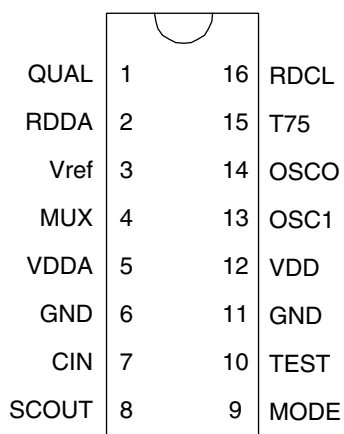 QUAL 1 16 RDCL
RDDA 2 15 T75
Vref 3 14 OSCO
MUX 4 13 OSC1
VDDA 5 12 VDD
GND 6 11 GND
CIN 7 10 TEST
SCOUT 8 9 MODE